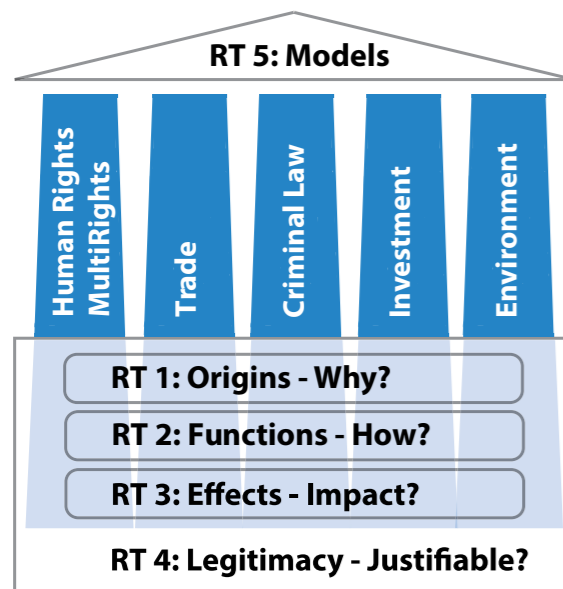 RT 5: Models
Human Rights
MultiRights
Trade
Criminal Law
Investment
Environment
RT 1: Origins - Why?
RT 2: Functions - How?
RT 3: Effects - Impact?
RT 4: Legitimacy - Justifiable?